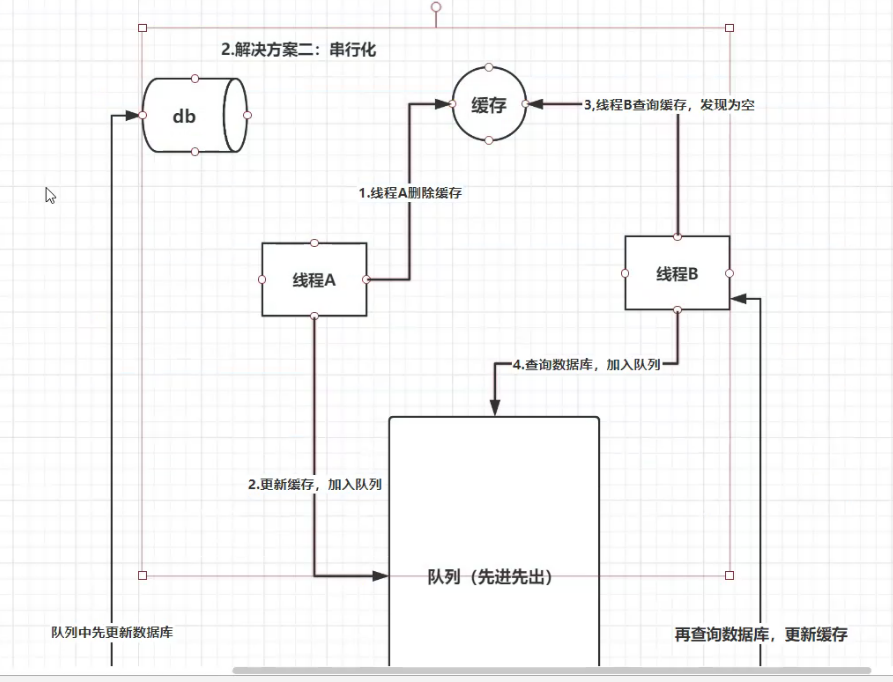 2.解决方案二：串行化
db
缓存
3,线程B查询缓存，发现为空
1.线程A删除缓存
线程A
线程B
4.查询数据库，加入队列
2.更新缓存，加入队列
队列（先进先出）
队列中先更新数据库
再查询数据库，更新缓存